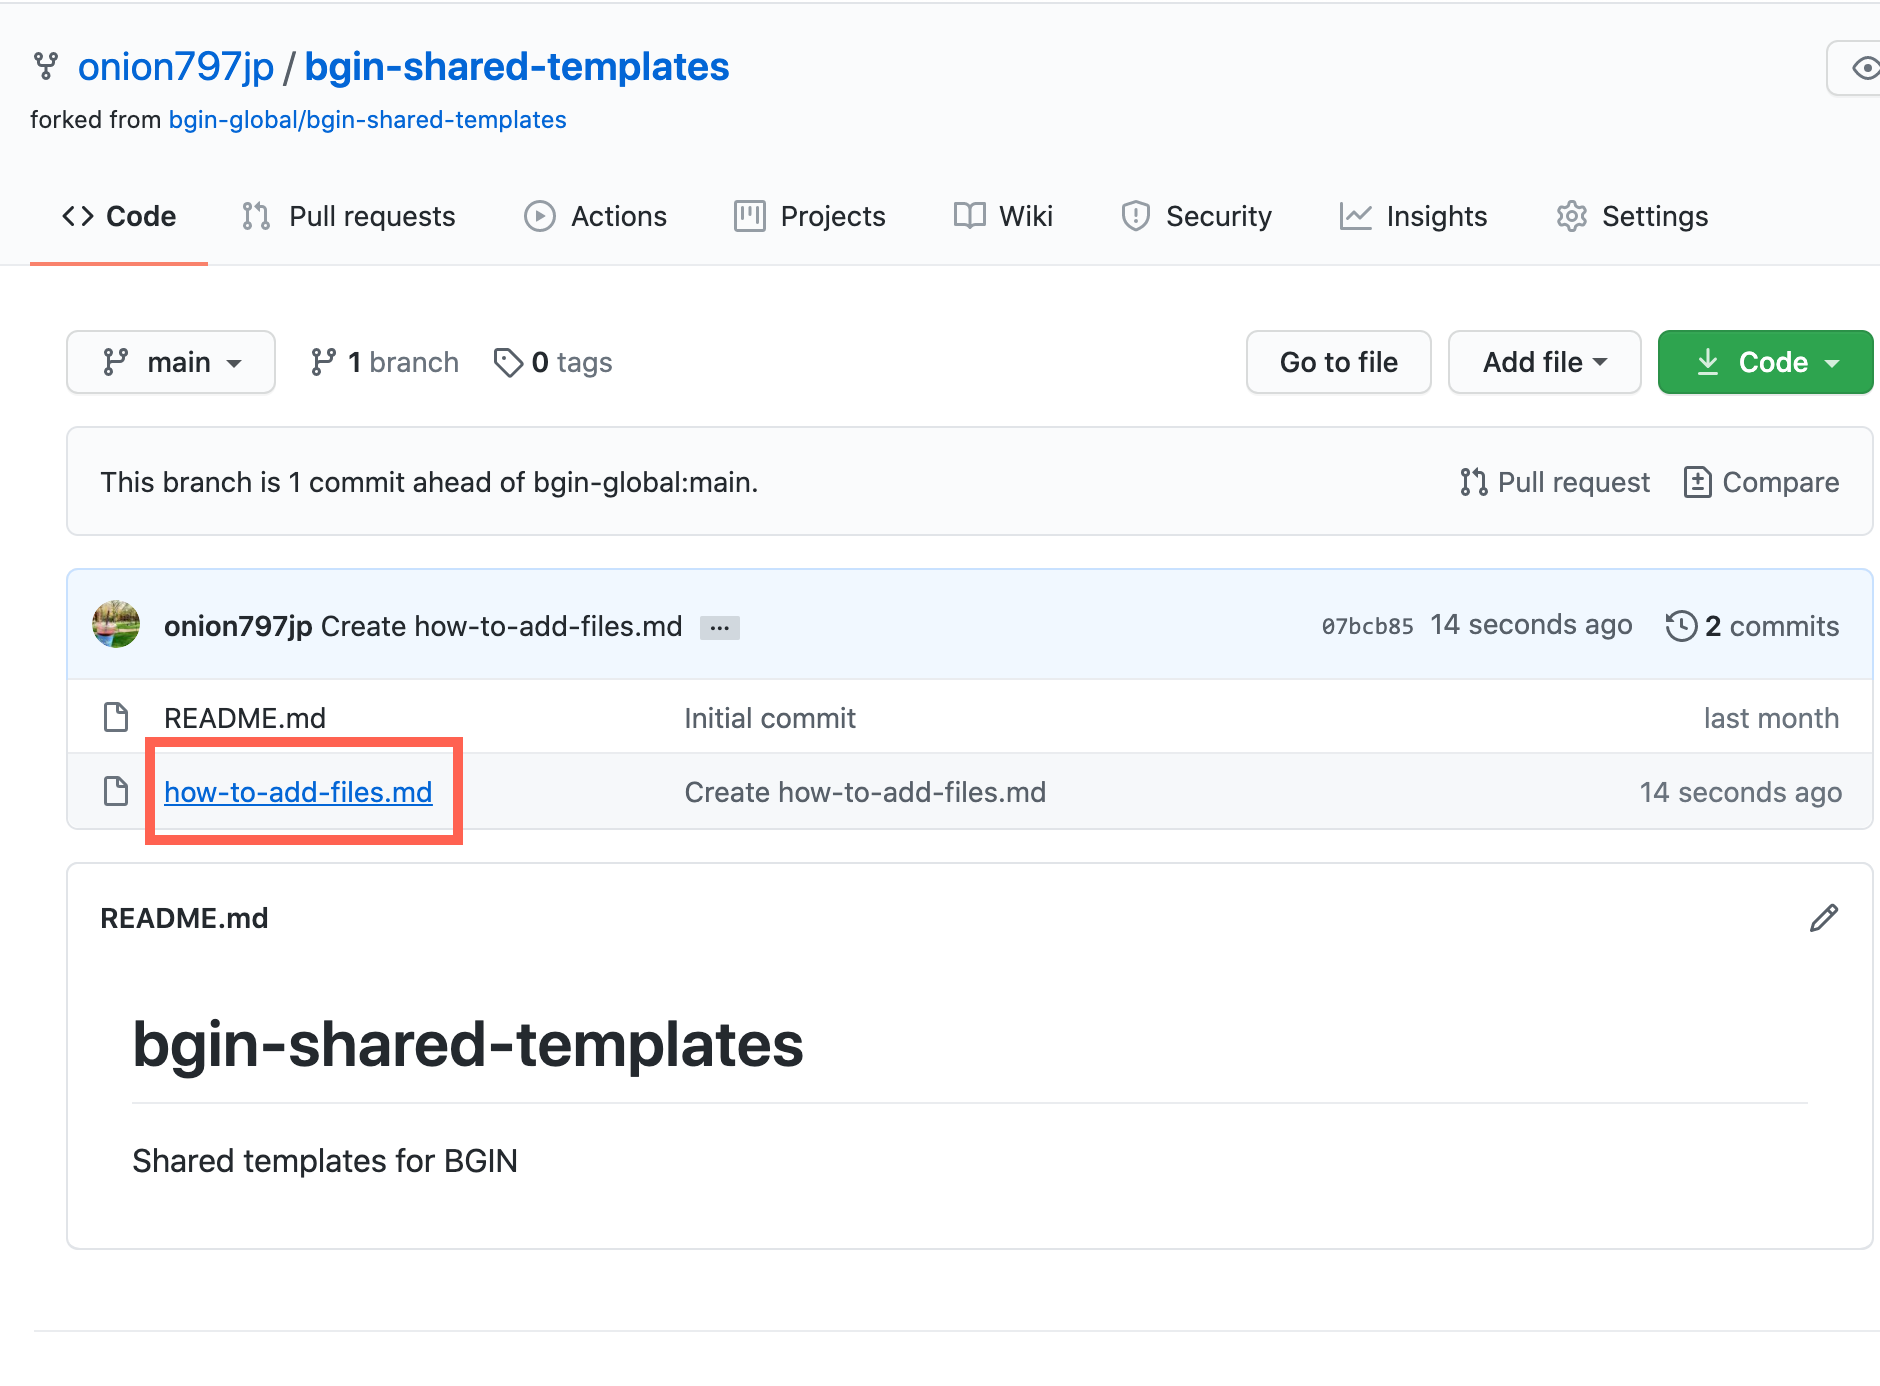 onion797jp / bgin-shared-templates
forked from bgin-global/bgin-shared-templates
Code Pull requests Actions Projects Wiki Security Insights Settings
main 1 branch 0 tags Go to file Add file Code
This branch is 1 commit ahead of bgin-global:main. Pull request Compare
onion797jp Create how-to-add-files.md ... 07bcb85 14 seconds ago 2 commits
README.md Initial commit last month
how-to-add-files.md Create how-to-add-files.md 14 seconds ago
README.md
bgin-shared-templates
Shared templates for BGIN